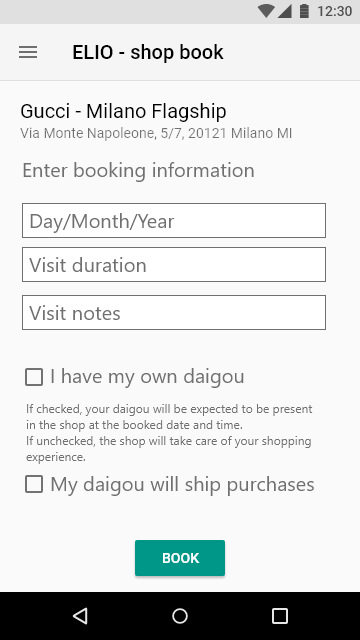 12:30
ELIO - shop book
Gucci - Milano Flagship
Via Monte Napoleone, 5/7, 20121 Milano MI
Enter booking information
Day/Month/Year
Visit duration
Visit notes
I have my own daigou
If checked, your daigou will be expected to be present
in the shop at the booked date and time.
If unchecked, the shop will take care of your shopping
experience.
My daigou will ship purchases
BOOK